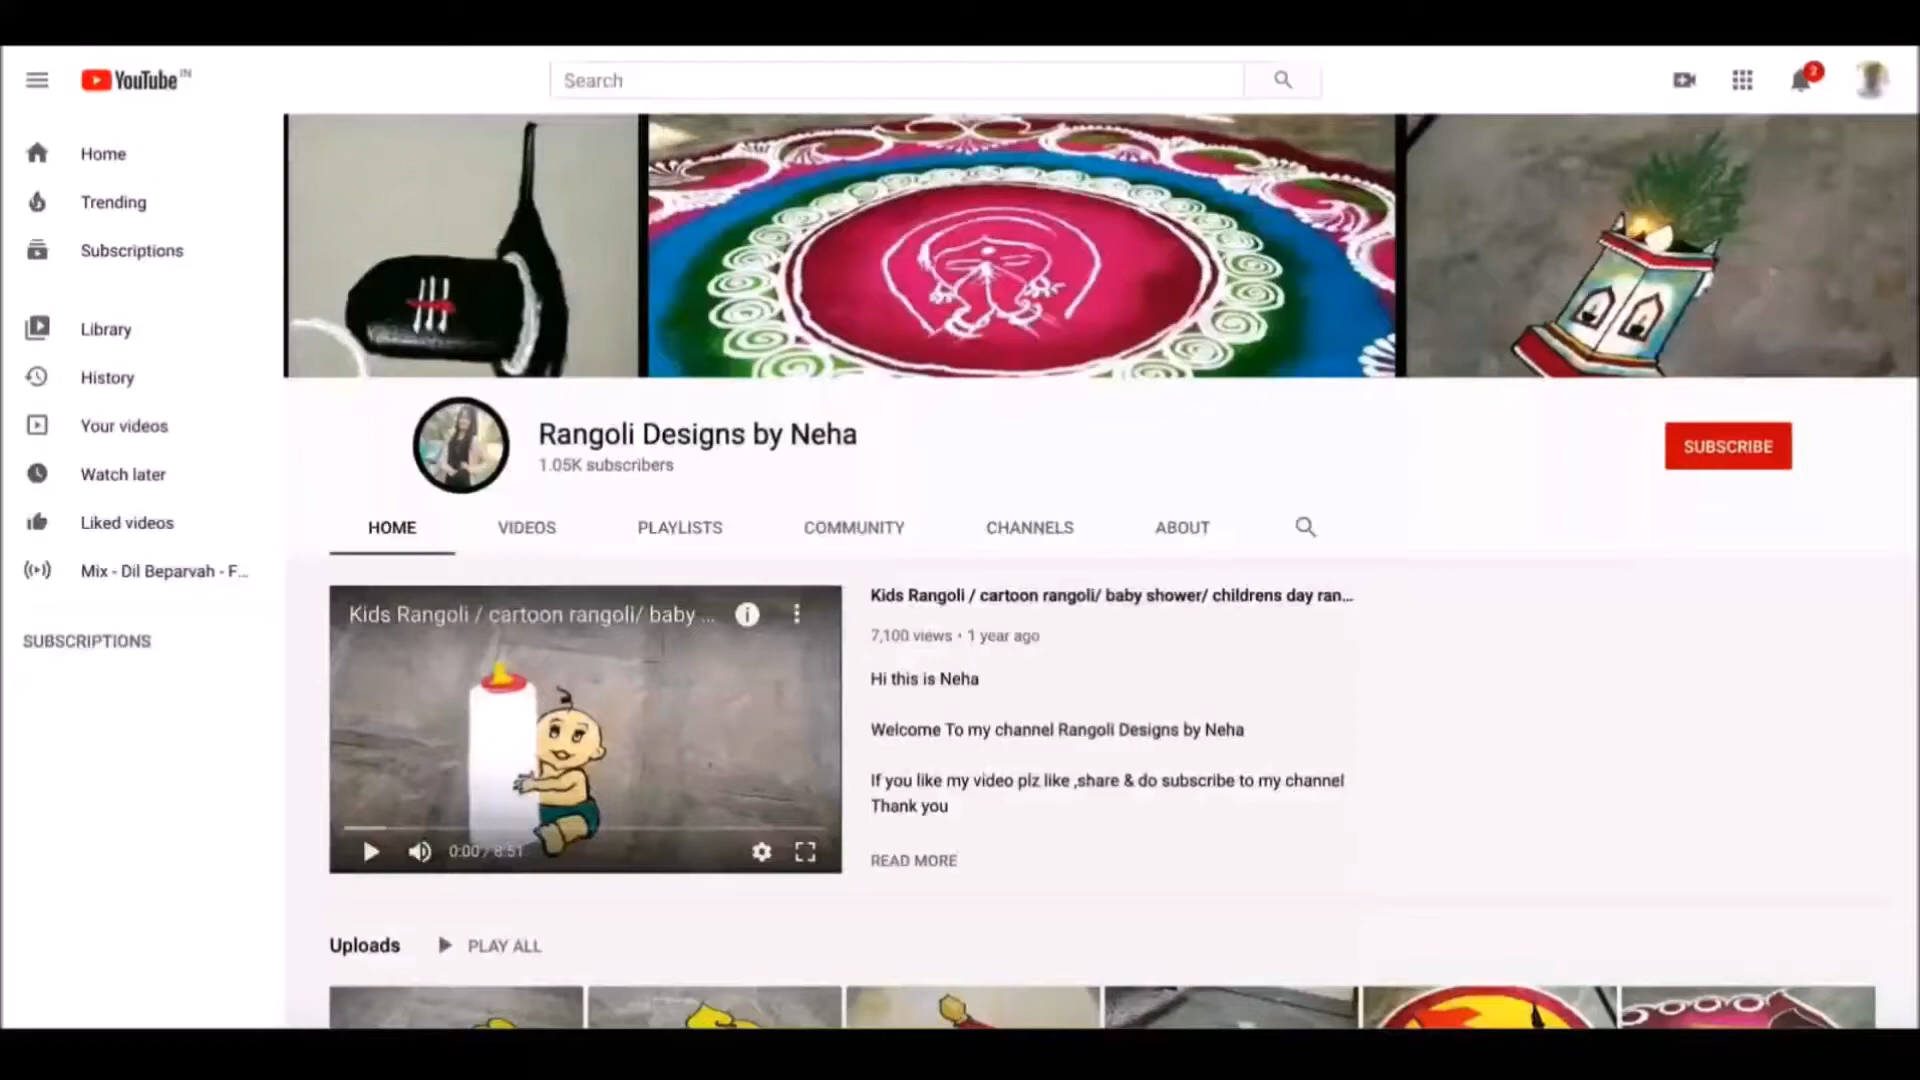 YouTube IN
Search
2
Home
Trending
Subscriptions
Library
History
Your videos
Watch later
Liked videos
Mix - Dil Beparvah - F...
SUBSCRIPTIONS
Rangoli Designs by Neha
1.05K subscribers
SUBSCRIBE
HOME VIDEOS PLAYLISTS COMMUNITY CHANNELS ABOUT
Kids Rangoli / cartoon rangoli/ baby ...
0:00 / 8:51
Kids Rangoli / cartoon rangoli/ baby shower/ childrens day ran...
7,100 views • 1 year ago
Hi this is Neha
Welcome To my channel Rangoli Designs by Neha
If you like my video plz like ,share & do subscribe to my channel
Thank you
READ MORE
Uploads
PLAY ALL